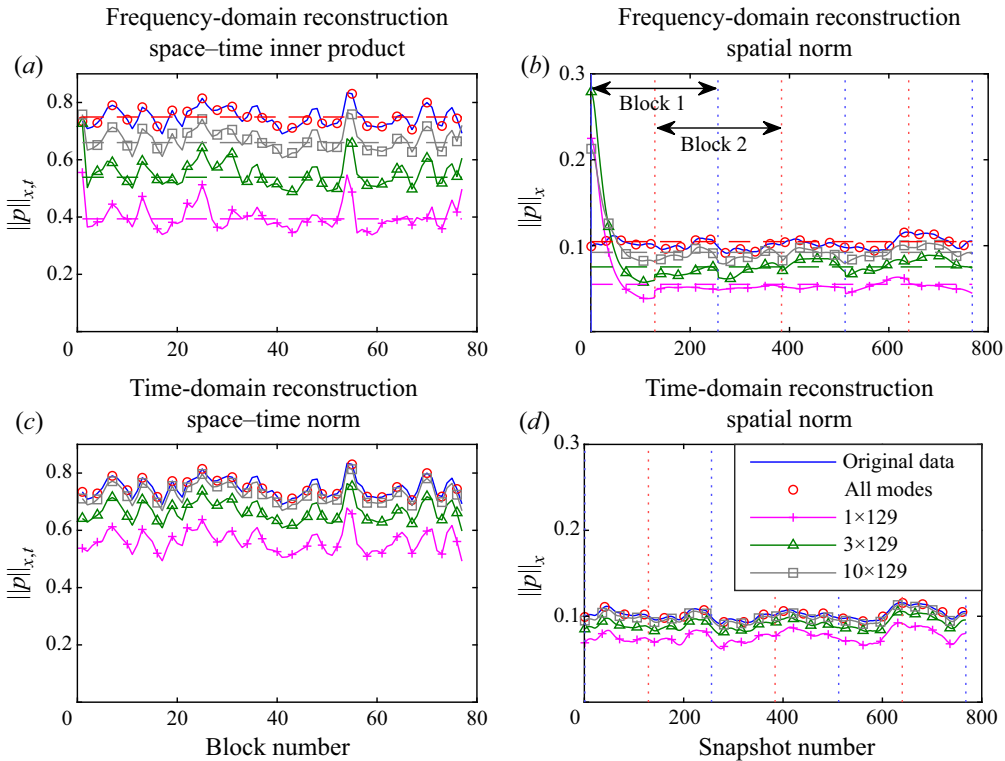 Frequency-domain reconstruction
space–time inner product
(a)
||p||x,t
0.8
0.6
0.4
0.2
0
20
40
60
80
Frequency-domain reconstruction
spatial norm
(b)
||p||x
0.3
0.2
0.1
Block 1
Block 2
0
200
400
600
800
Time-domain reconstruction
space–time norm
(c)
||p||x,t
0.8
0.6
0.4
0.2
0
20
40
60
80
Block number
Time-domain reconstruction
spatial norm
(d)
||p||x
0.3
0.2
0.1
Original data
All modes
1×129
3×129
10×129
0
200
400
600
800
Snapshot number